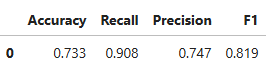 Accuracy Recall Precision F1
0 0.733 0.908 0.747 0.819